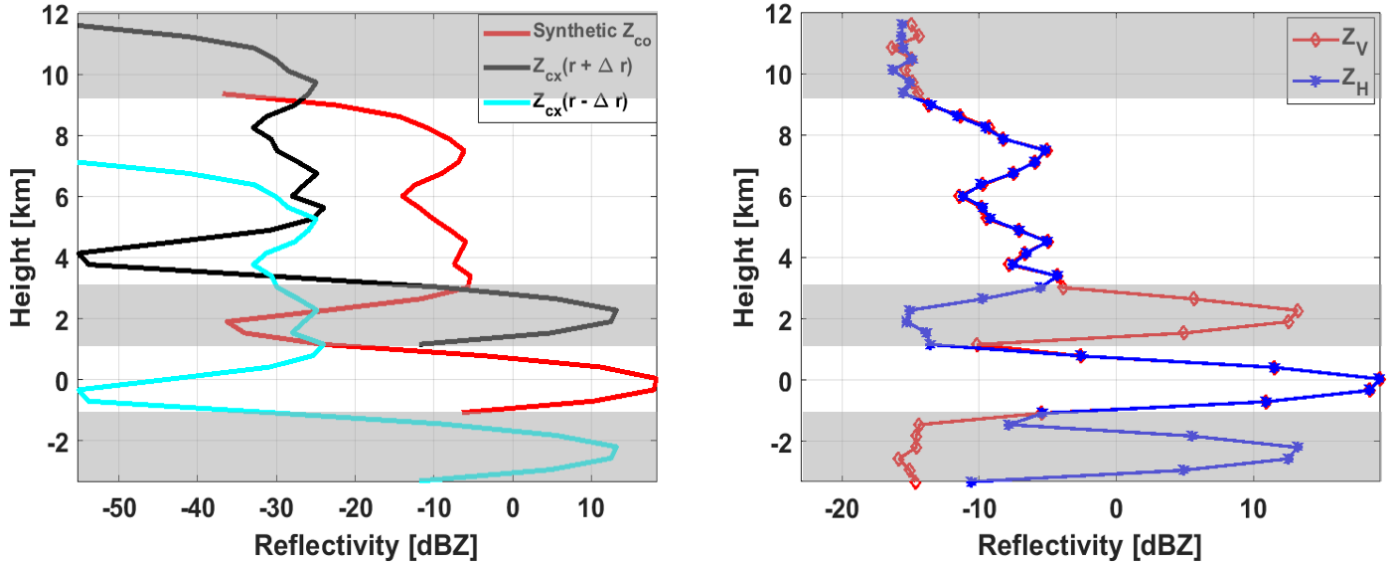 12
10
8
6
4
2
0
-2
Height [km]
-50 -40 -30 -20 -10 0 10
Reflectivity [dBZ]
Synthetic Z_co
Z_cx(r + Δ r)
Z_cx(r - Δ r)
12
10
8
6
4
2
0
-2
Height [km]
-20 -10 0 10
Reflectivity [dBZ]
Z_V
Z_H